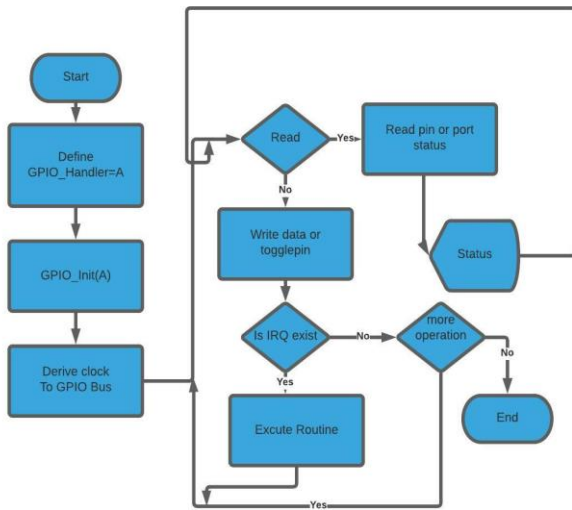 Start
Define
GPIO_Handler=A
GPIO_Init(A)
Derive clock
To GPIO Bus
Read
Yes
Read pin or port
status
No
Write data or
togglepin
Status
Is IRQ exist
No
more
operation
No
Yes
Excute Routine
End
Yes